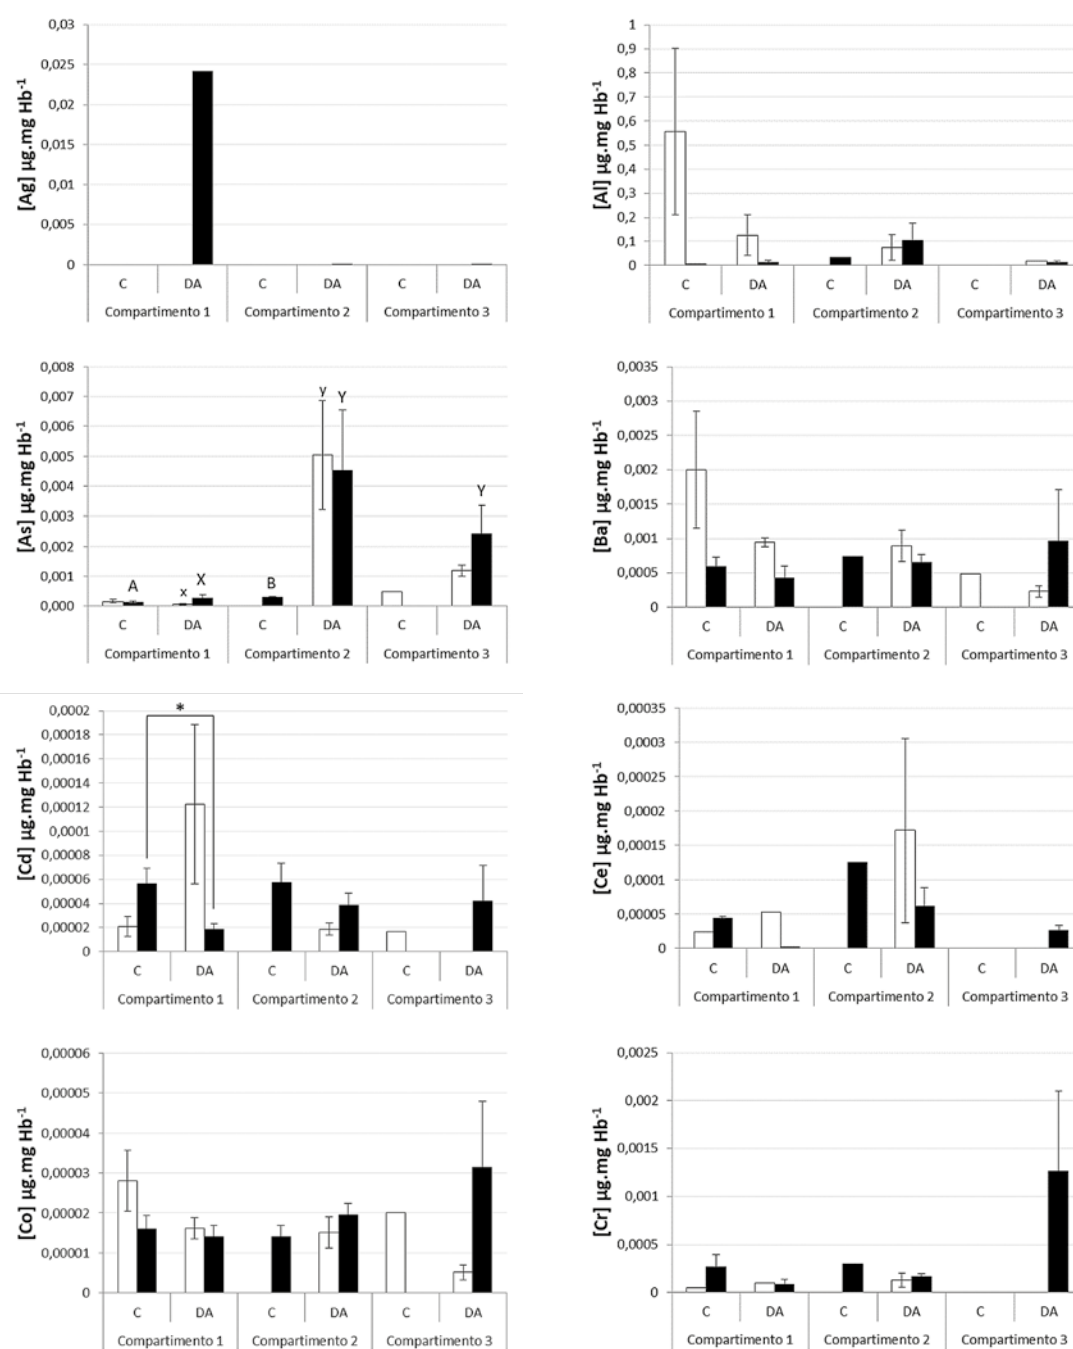 [Ag] µg.mg Hb⁻¹
0,03
0,025
0,02
0,015
0,01
0,005
0
C DA C DA C DA
Compartimento 1 Compartimento 2 Compartimento 3
[Al] µg.mg Hb⁻¹
1
0,9
0,8
0,7
0,6
0,5
0,4
0,3
0,2
0,1
0
C DA C DA C DA
Compartimento 1 Compartimento 2 Compartimento 3
[As] µg.mg Hb⁻¹
0,008
0,007
0,006
0,005
0,004
0,003
0,002
0,001
0,000
A x X B y Y Y
C DA C DA C DA
Compartimento 1 Compartimento 2 Compartimento 3
[Ba] µg.mg Hb⁻¹
0,0035
0,003
0,0025
0,002
0,0015
0,001
0,0005
0
C DA C DA C DA
Compartimento 1 Compartimento 2 Compartimento 3
[Cd] µg.mg Hb⁻¹
0,0002
0,00018
0,00016
0,00014
0,00012
0,0001
0,00008
0,00006
0,00004
0,00002
0
*
C DA C DA C DA
Compartimento 1 Compartimento 2 Compartimento 3
[Ce] µg.mg Hb⁻¹
0,00035
0,0003
0,00025
0,0002
0,00015
0,0001
0,00005
0
C DA C DA C DA
Compartimento 1 Compartimento 2 Compartimento 3
[Co] µg.mg Hb⁻¹
0,00006
0,00005
0,00004
0,00003
0,00002
0,00001
0
C DA C DA C DA
Compartimento 1 Compartimento 2 Compartimento 3
[Cr] µg.mg Hb⁻¹
0,0025
0,002
0,0015
0,001
0,0005
0
C DA C DA C DA
Compartimento 1 Compartimento 2 Compartimento 3